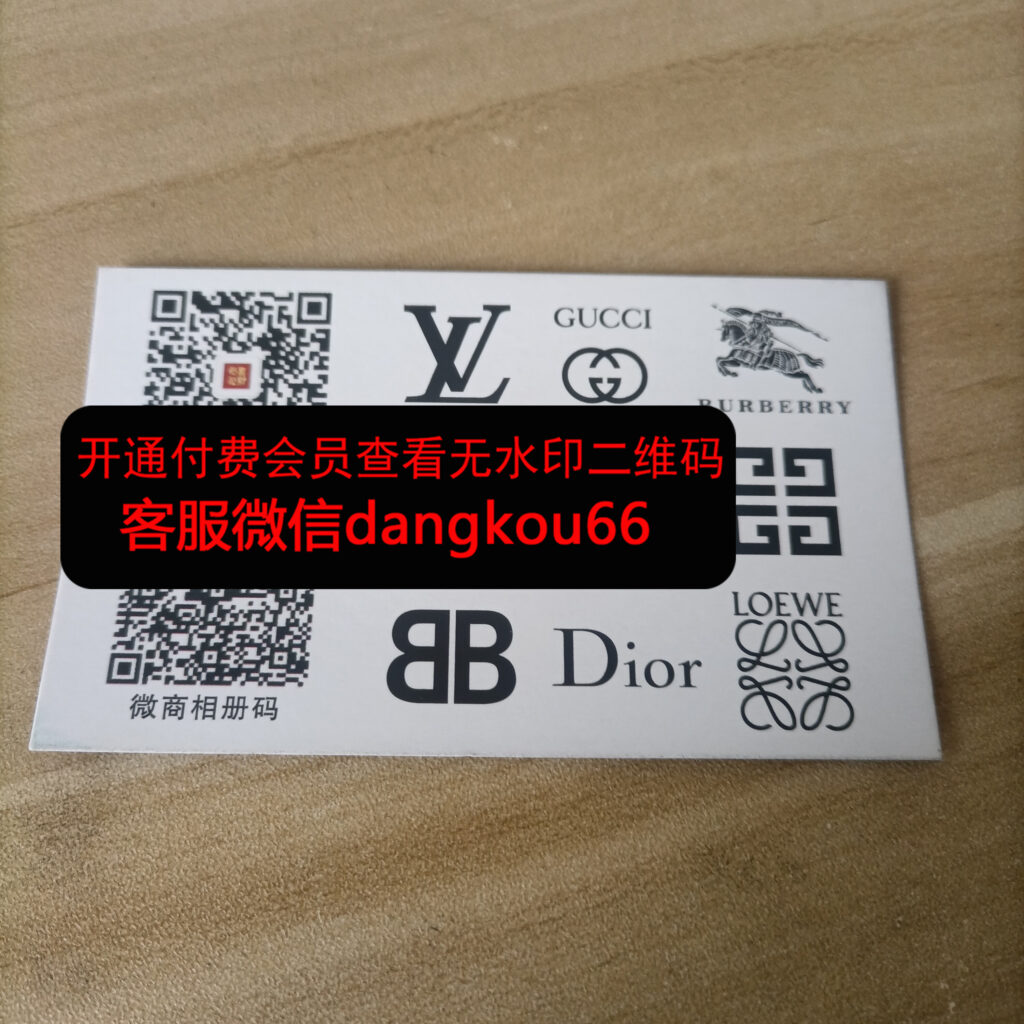 GUCCI
BURBERRY
开通付费会员查看无水印二维码
客服微信dangkou66
LOEWE
BB
Dior
微商相册码